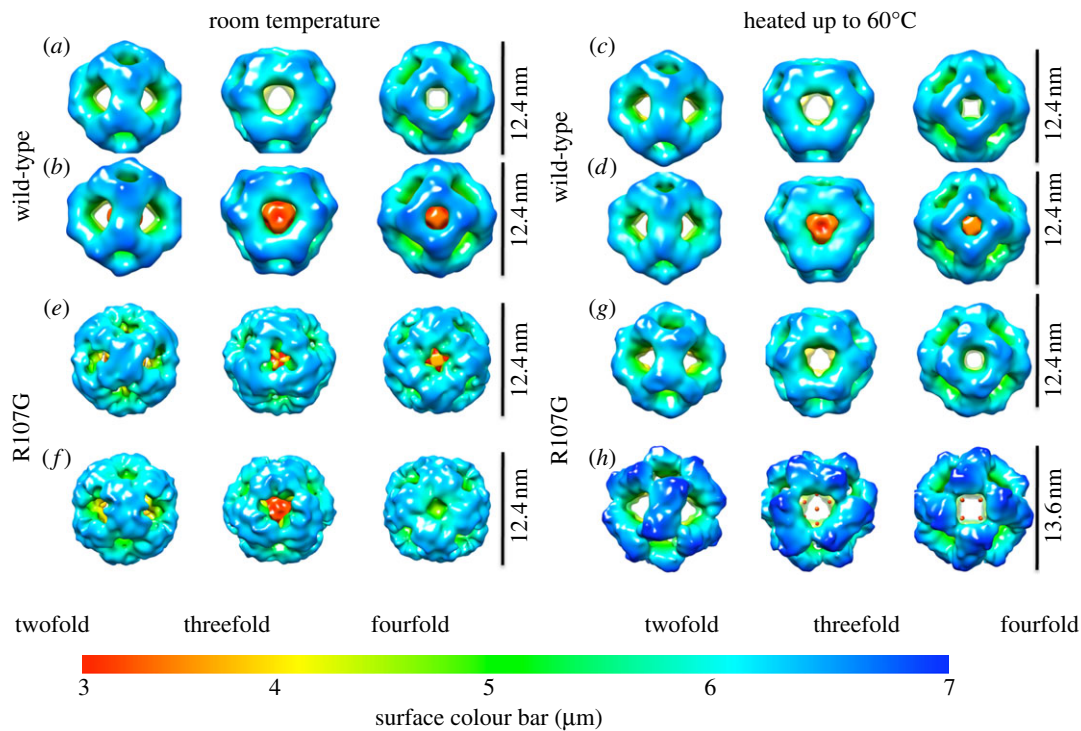 room temperature
heated up to 60°C
(a)
(c)
12.4 nm
12.4 nm
wild-type
wild-type
(b)
(d)
12.4 nm
12.4 nm
(e)
(g)
12.4 nm
12.4 nm
R107G
R107G
(f)
(h)
12.4 nm
13.6 nm
twofold threefold fourfold twofold threefold fourfold
3 4 5 6 7
surface colour bar (μm)